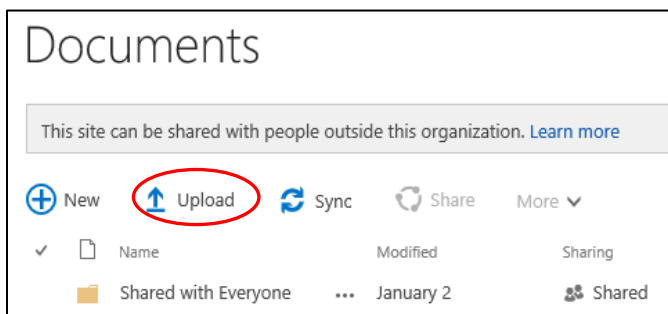 Documents
This site can be shared with people outside this organization. Learn more
New Upload Sync Share More
Name Modified Sharing
Shared with Everyone ... January 2 Shared